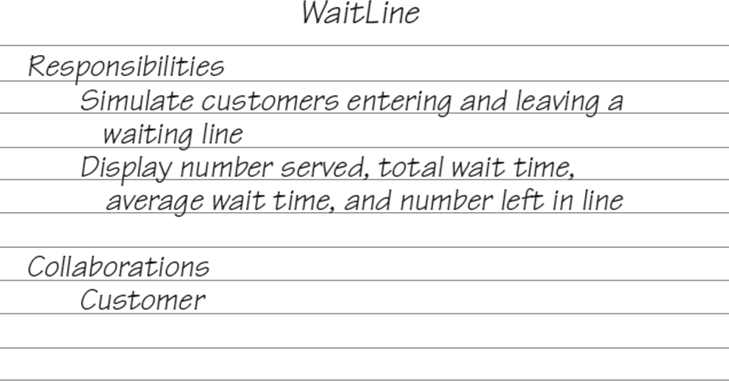 WaitLine
Responsibilities
Simulate customers entering and leaving a
waiting line
Display number served, total wait time,
average wait time, and number left in line
Collaborations
Customer